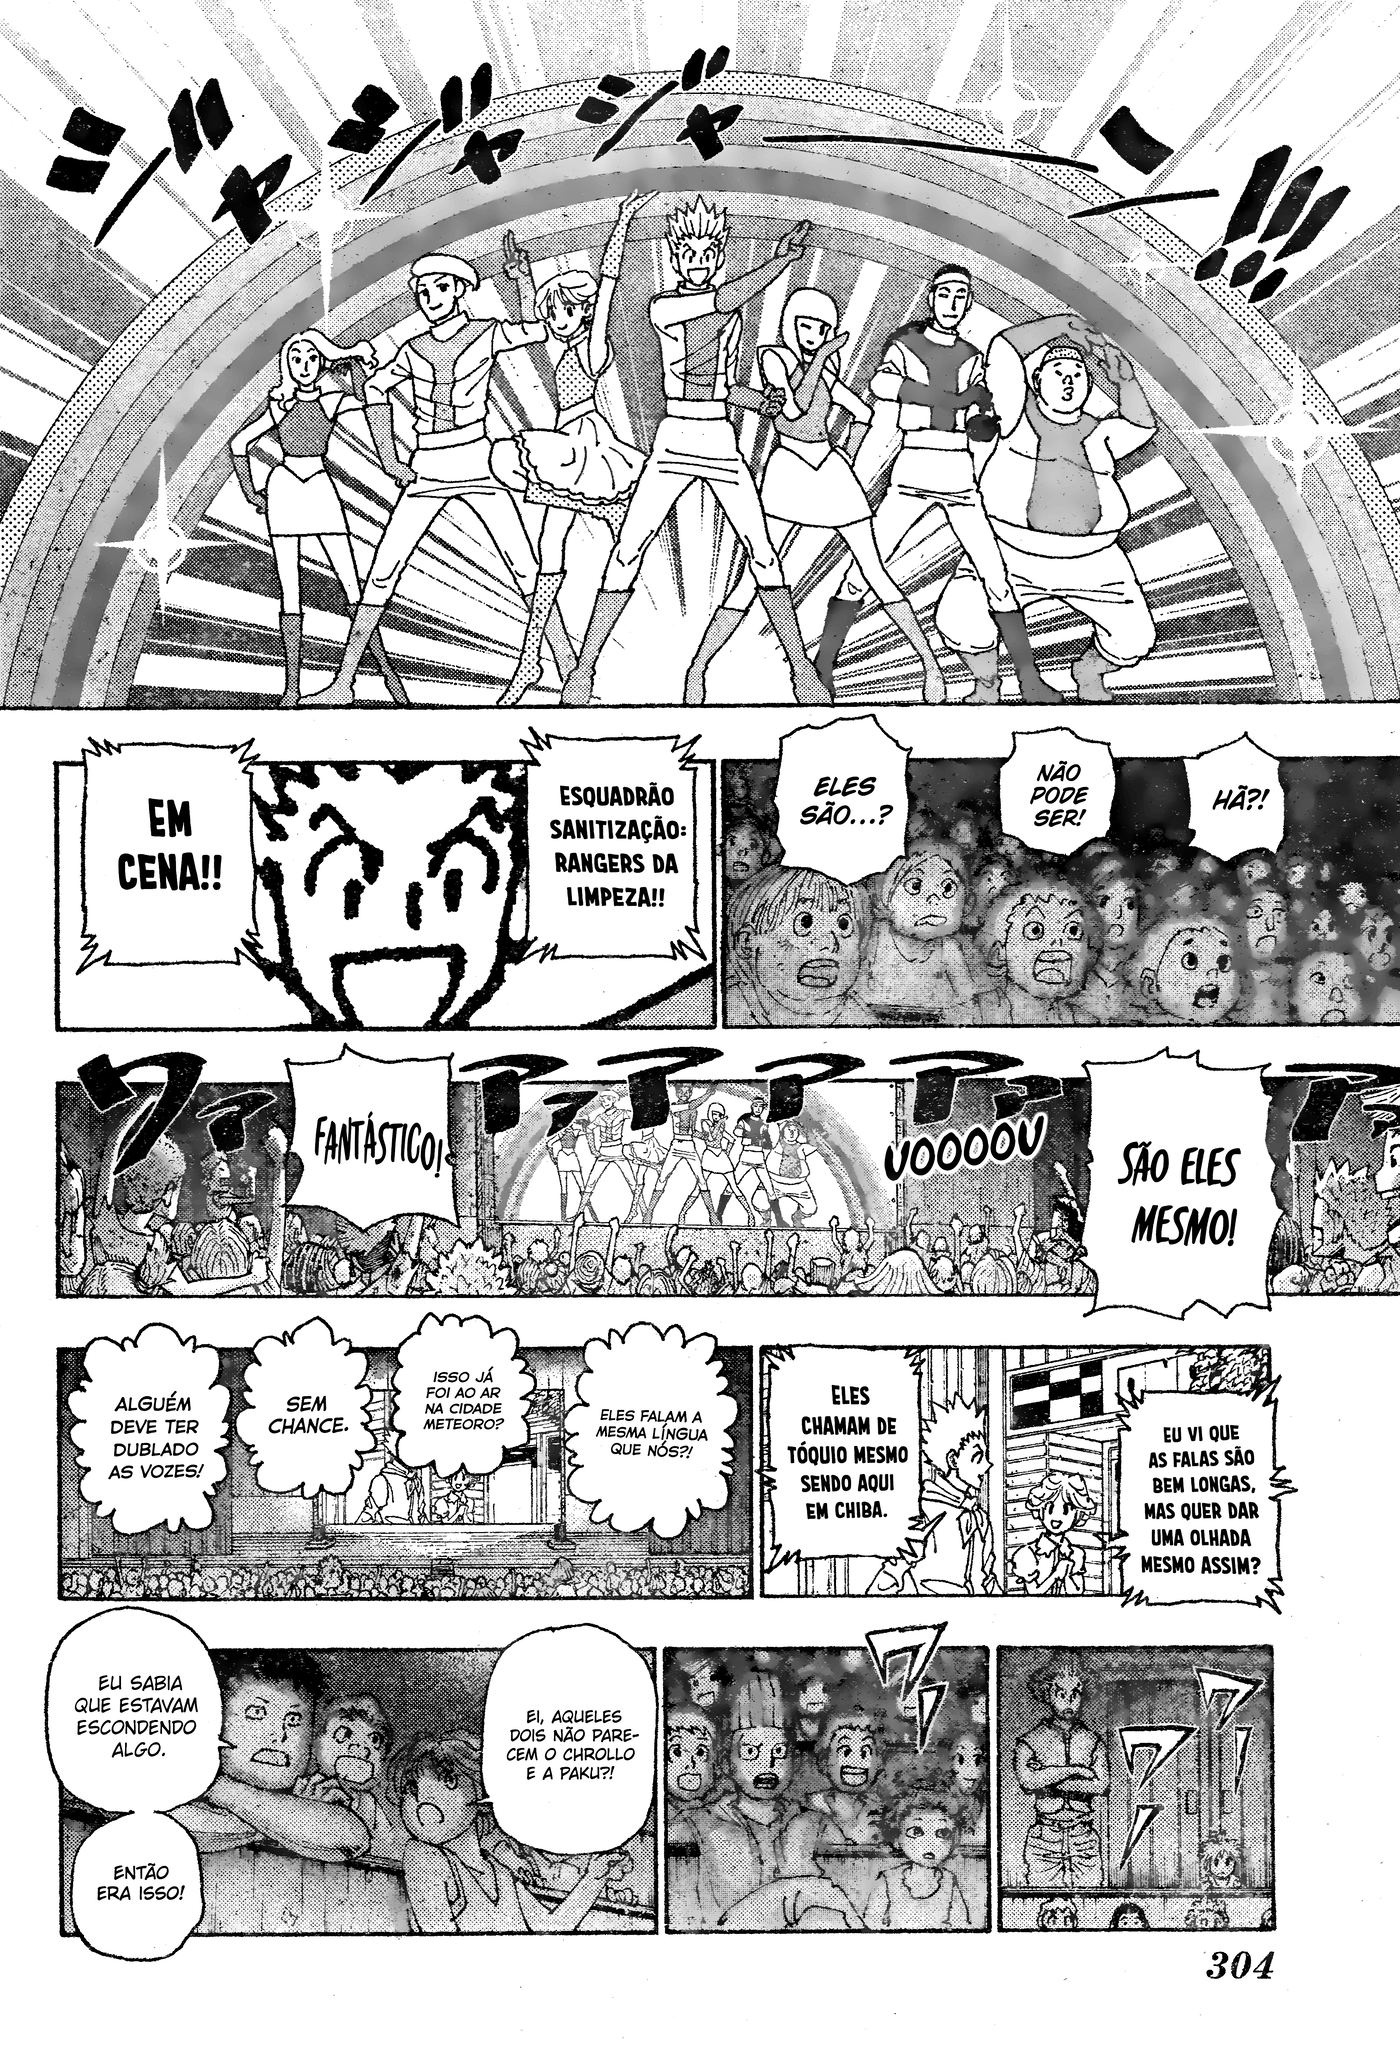 ジャジャジャーン!!!
HÃ?!
NÃO
PODE
SER!
ELES
SÃO...?
ESQUADRÃO
SANITIZAÇÃO:
RANGERS DA
LIMPEZA!!
EM
CENA!!
SÃO ELES
MESMO!
UOOOOU
FANTÁSTICO!
ワァ
アァアアアァ
EU VI QUE
AS FALAS SÃO
BEM LONGAS,
MAS QUER DAR
UMA OLHADA
MESMO ASSIM?
ELES
CHAMAM DE
TÓQUIO MESMO
SENDO AQUI
EM CHIBA.
ELES FALAM A
MESMA LÍNGUA
QUE NÓS?!
ISSO JÁ
FOI AO AR
NA CIDADE
METEORO?
SEM
CHANCE.
ALGUÉM
DEVE TER
DUBLADO
AS VOZES!
ワー
ワー
ワー
EI, AQUELES
DOIS NÃO PARE-
CEM O CHROLLO
E A PAKU?!
EU SABIA
QUE ESTAVAM
ESCONDENDO
ALGO.
ENTÃO
ERA ISSO!
304